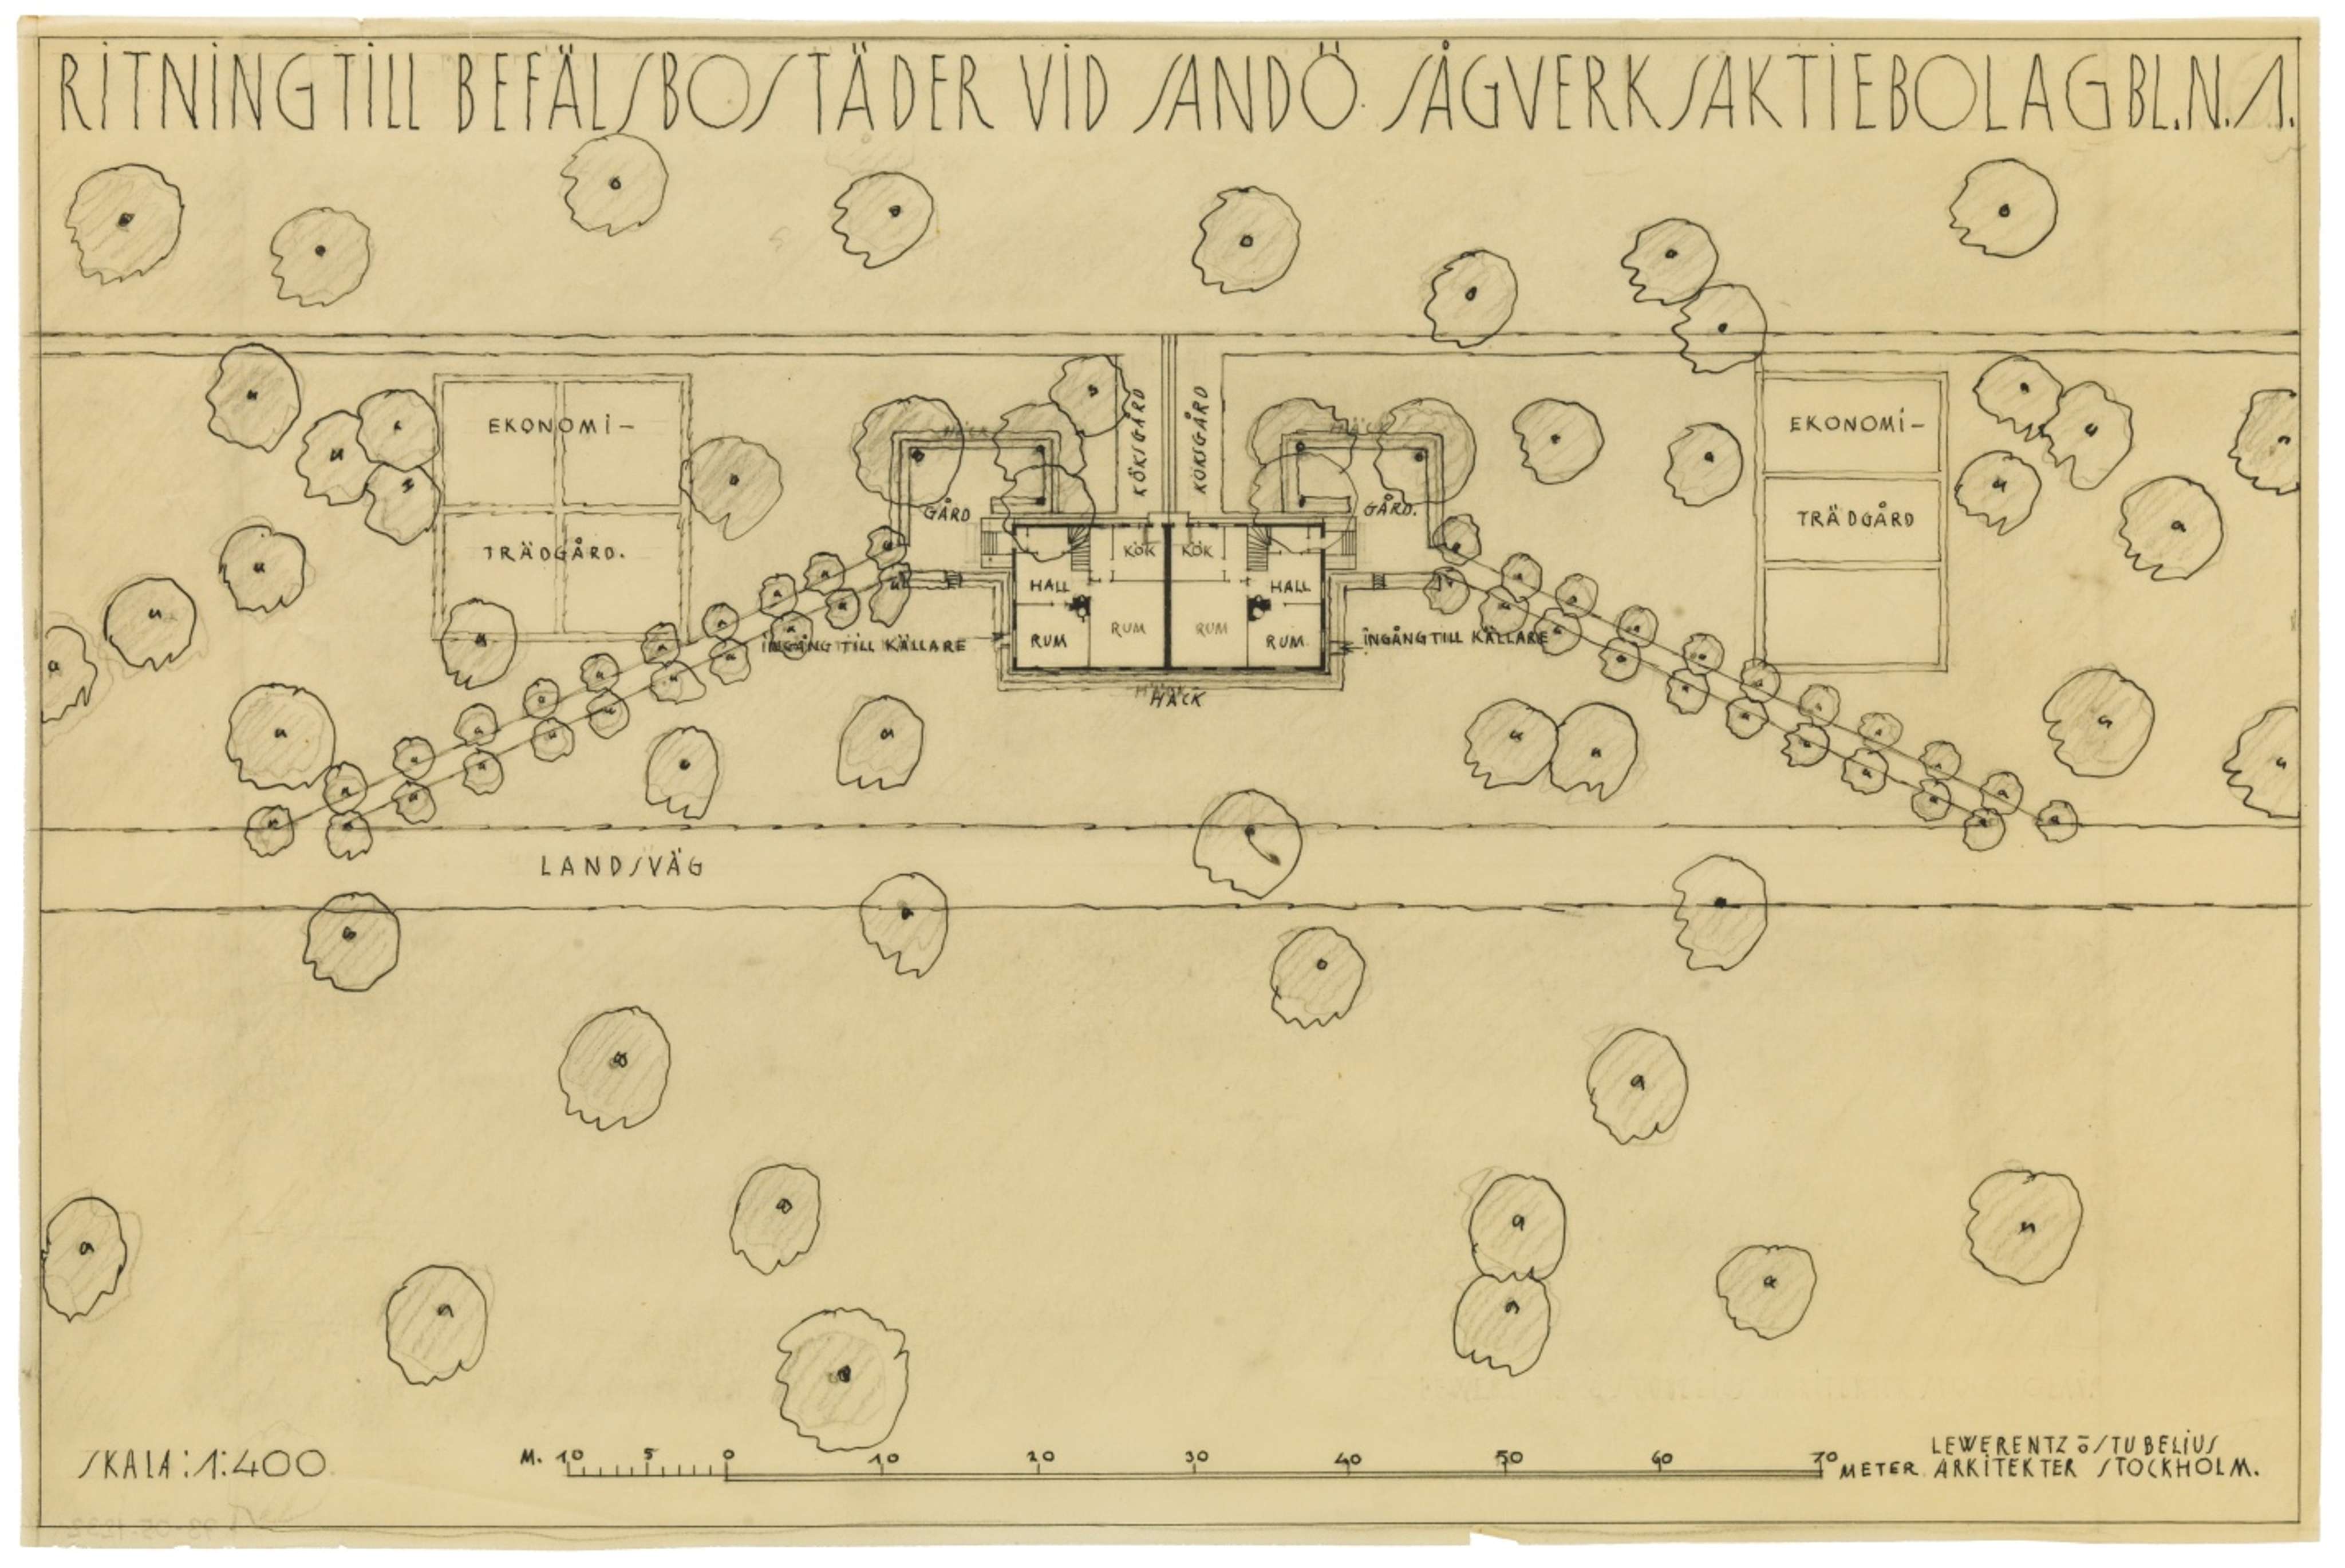 RITNING TILL BEFÄLSBOSTÄDER VID SANDÖ SÅGVERKSAKTIEBOLAG BL.N.1.
KÖKSGÅRD KÖKSGÅRD
HÄCK HÄCK
EKONOMI- EKONOMI-
GÅRD GÅRD.
TRÄDGÅRD. TRÄDGÅRD
KÖK KÖK
HALL HALL
RUM RUM RUM RUM
INGÅNG TILL KÄLLARE INGÅNG TILL KÄLLARE
HÄCK
LANDSVÄG
SKALA: 1:400
M. 10 5 0 10 20 30 40 50 60 70 METER
LEWERENTZ Ō STUBELIUS
ARKITEKTER STOCKHOLM.